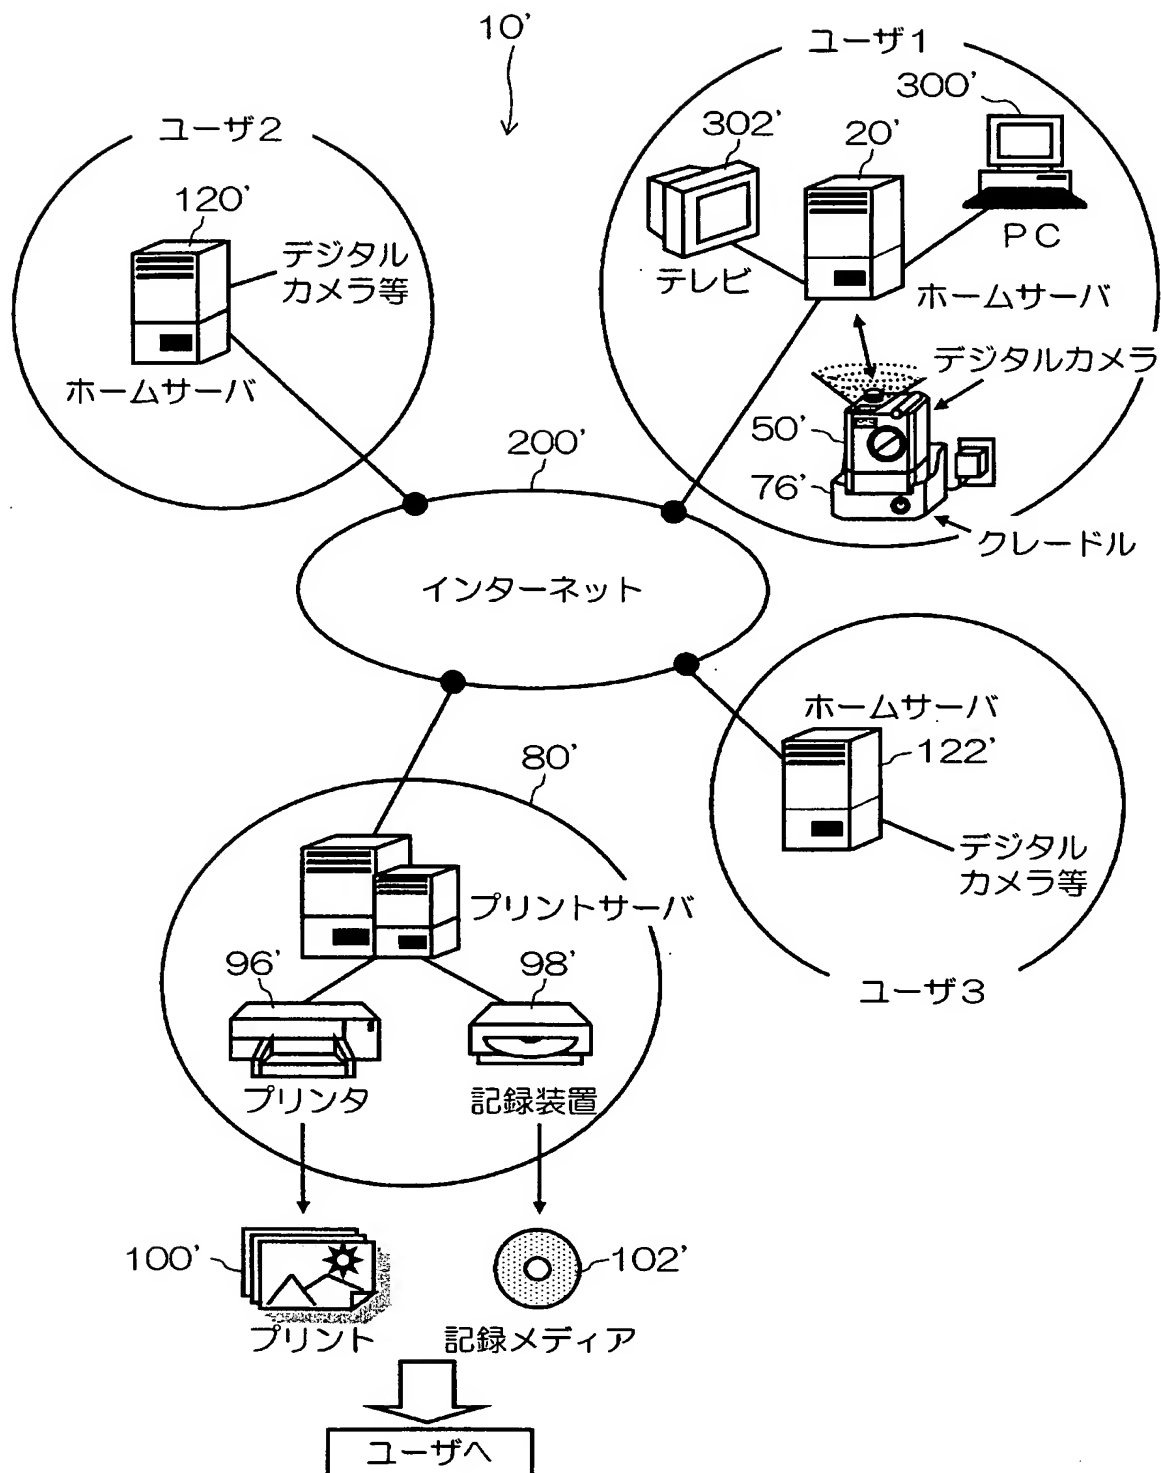 10'
ユーザ1
300'
302'
20'
PC
テレビ
ホームサーバ
デジタルカメラ
50'
76'
クレードル
ユーザ2
120'
デジタル
カメラ等
ホームサーバ
200'
インターネット
ホームサーバ
122'
デジタル
カメラ等
ユーザ3
80'
プリントサーバ
96'
98'
プリンタ
記録装置
100'
102'
プリント
記録メディア
ユーザへ